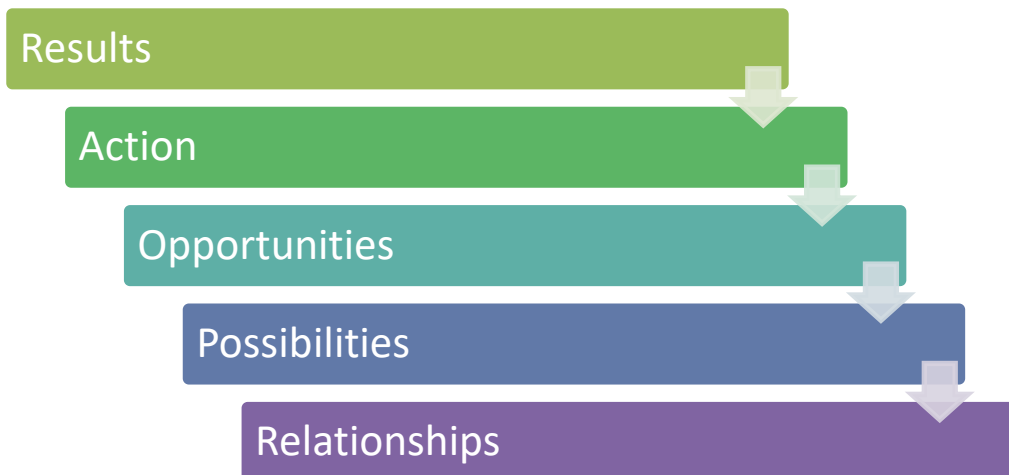 Results
Action
Opportunities
Possibilities
Relationships